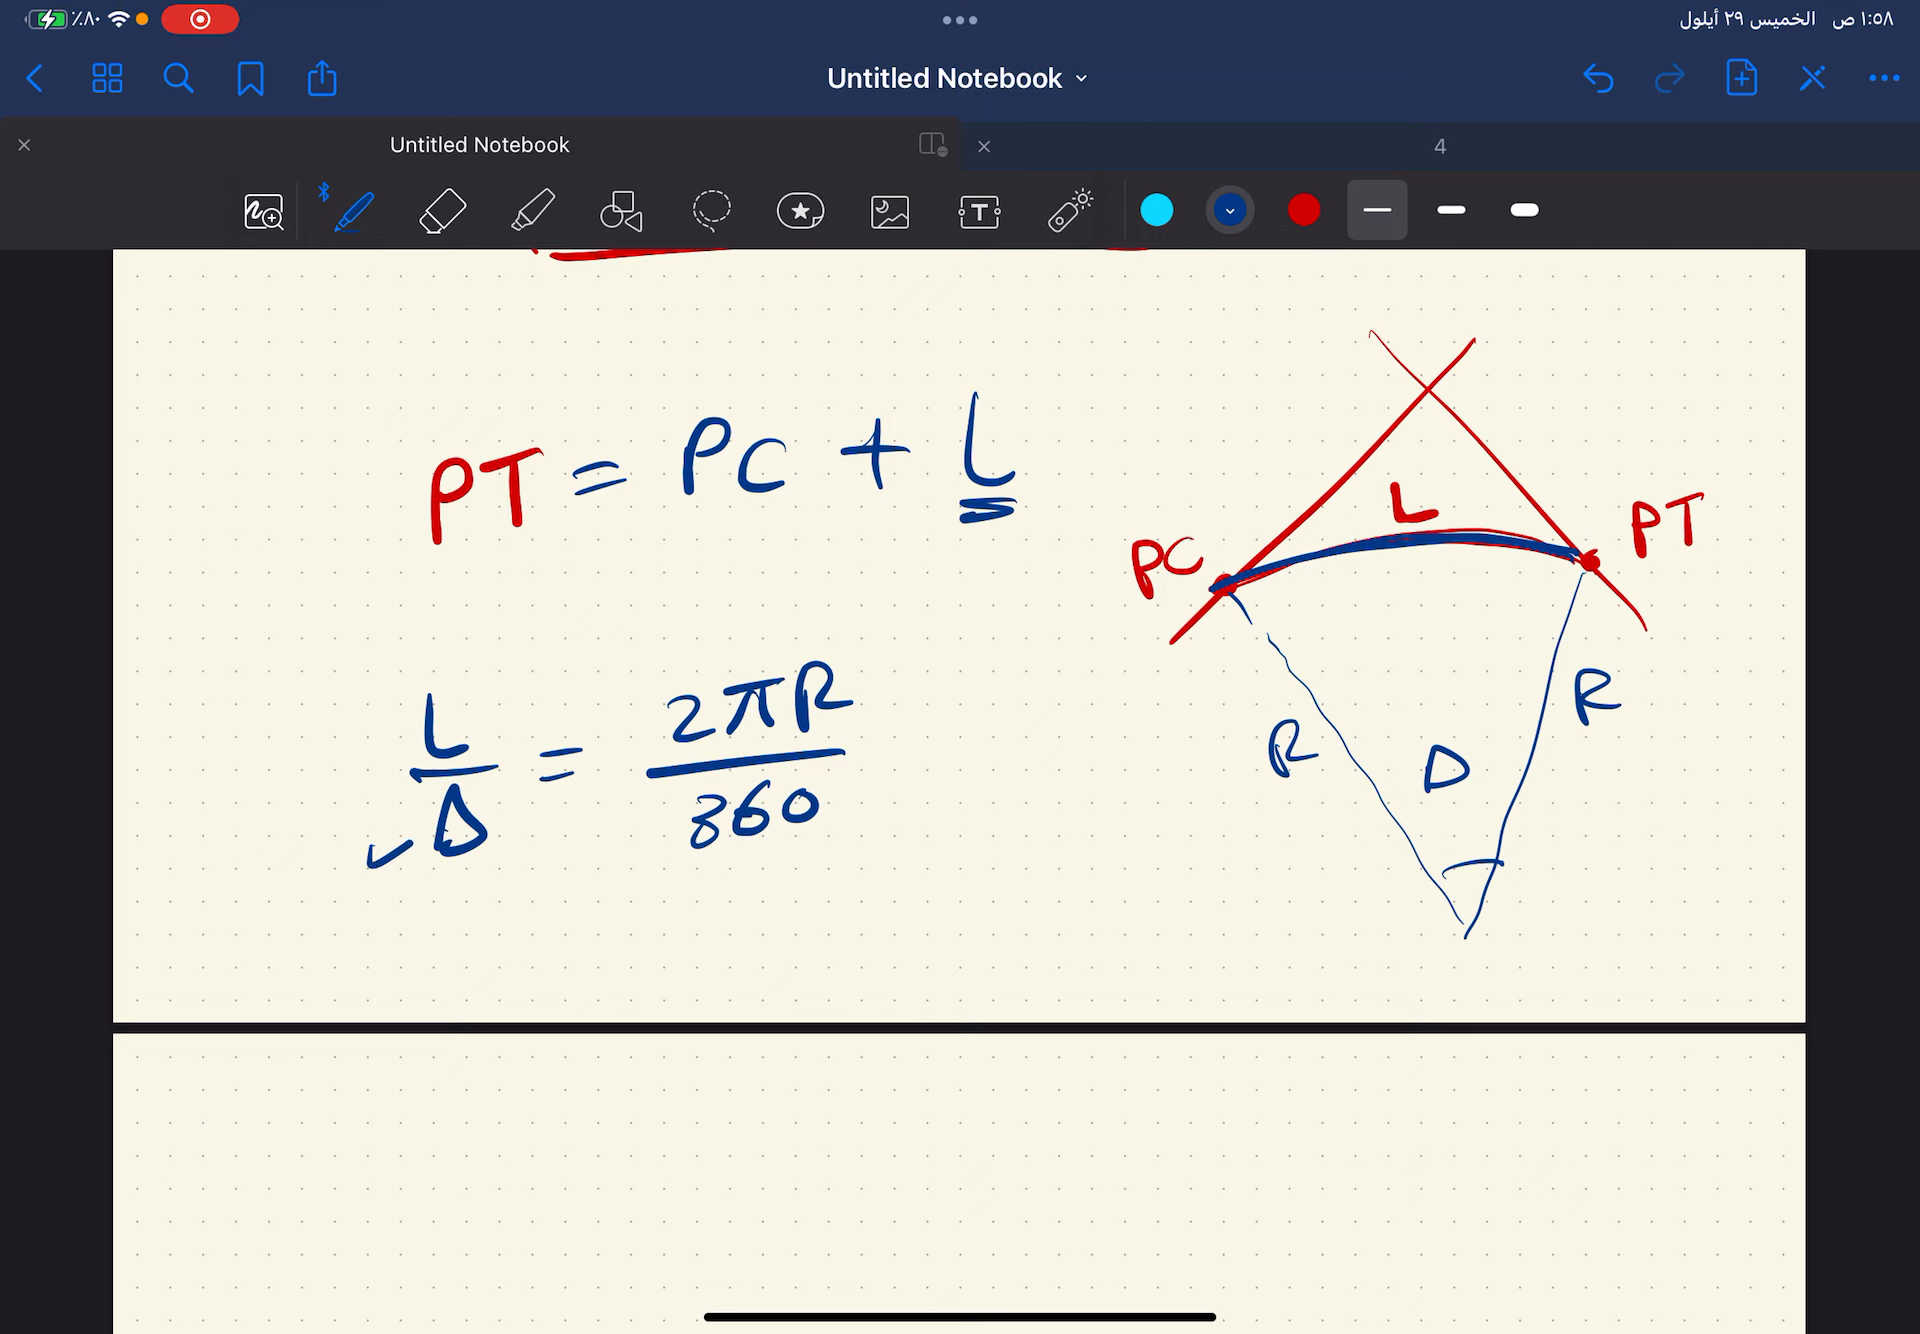 ٪٨٠
١:٥٨ ص الخميس ٢٩ أيلول
Untitled Notebook
Untitled Notebook
4
T
PT = PC + L
L/Δ = 2πR/360
L
PC
PT
R
R
D